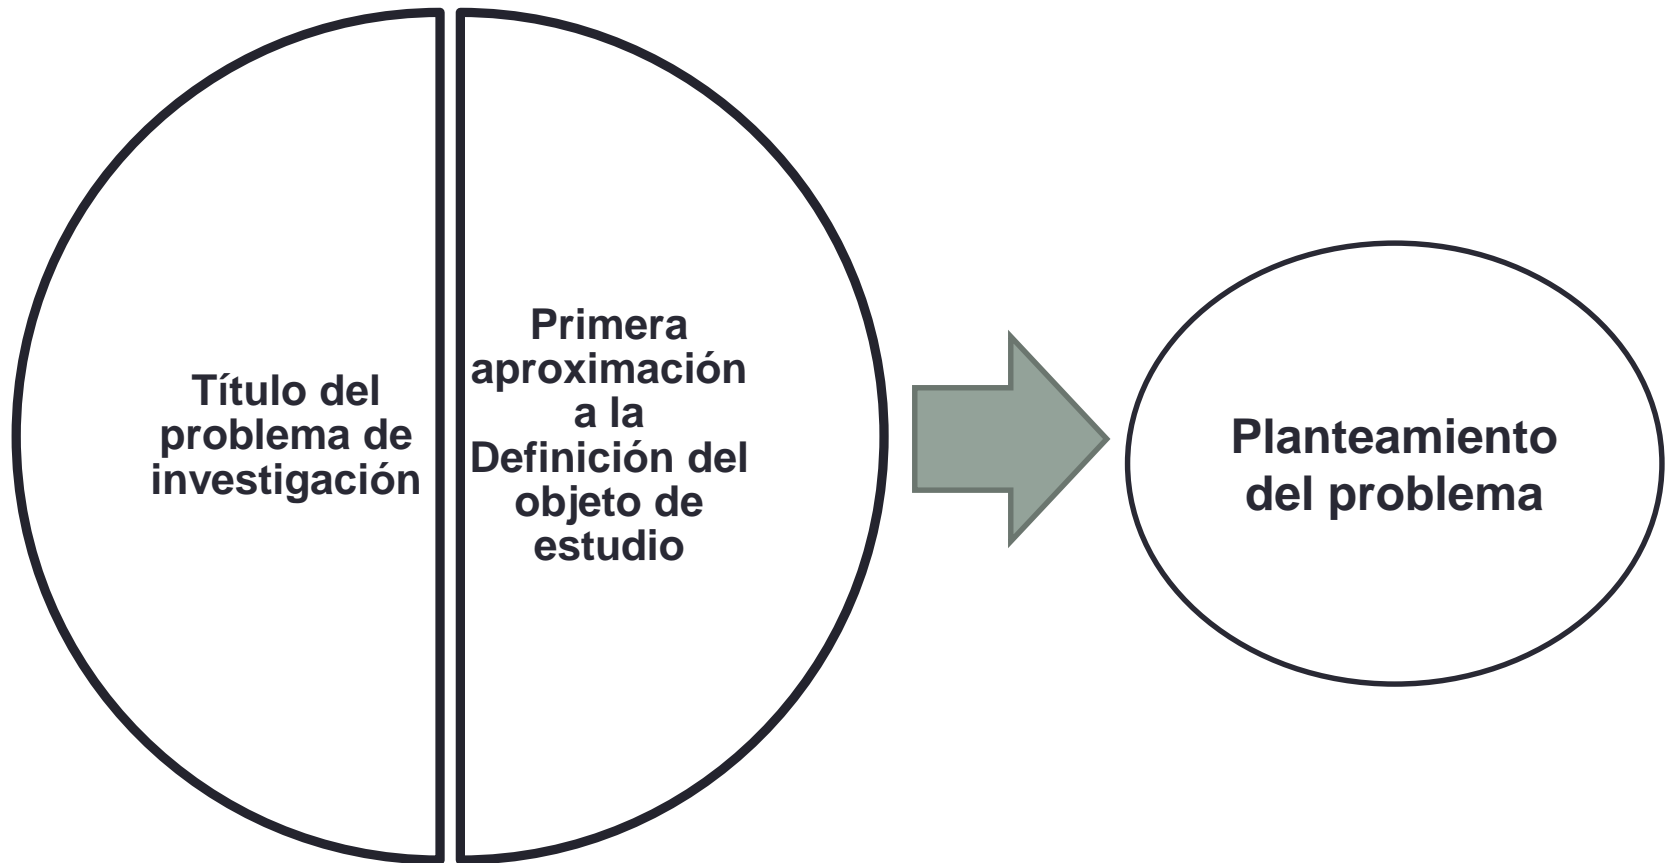 Título del
problema de
investigación
Primera
aproximación
a la
Definición del
objeto de
estudio
Planteamiento
del problema